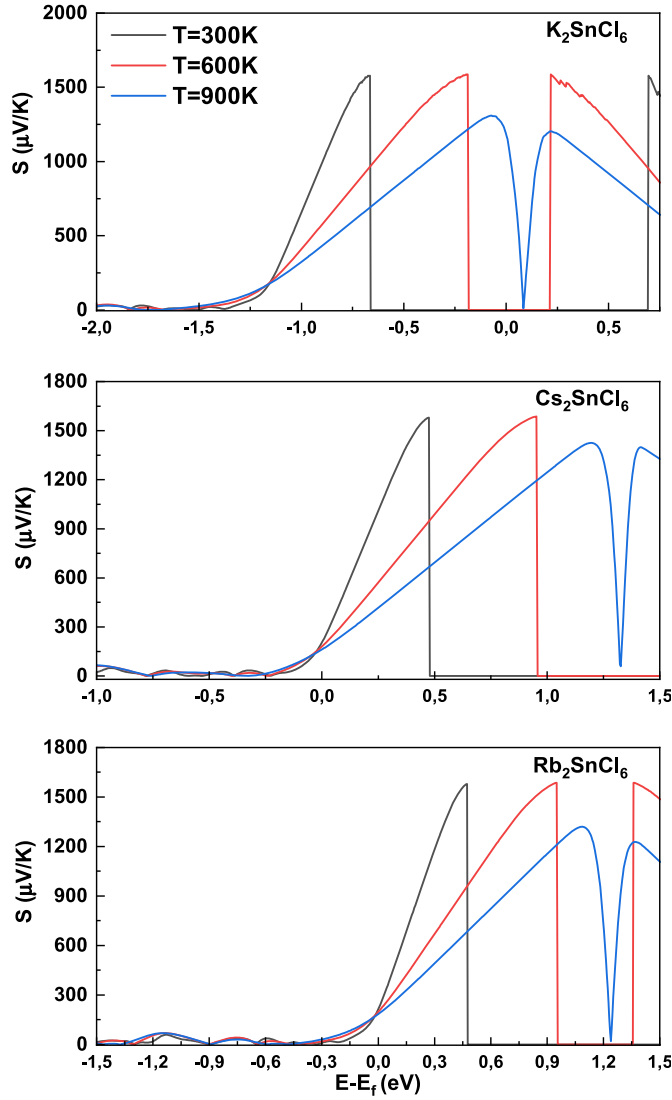 2000
1500
1000
500
0
S (μV/K)
T=300K
T=600K
T=900K
K₂SnCl₆
-2,0 -1,5 -1,0 -0,5 0,0 0,5
1800
1500
1200
900
600
300
0
S (μV/K)
Cs₂SnCl₆
-1,0 -0,5 0,0 0,5 1,0 1,5
1800
1500
1200
900
600
300
0
S (μV/K)
Rb₂SnCl₆
-1,5 -1,2 -0,9 -0,6 -0,3 0,0 0,3 0,6 0,9 1,2 1,5
E-E_f (eV)